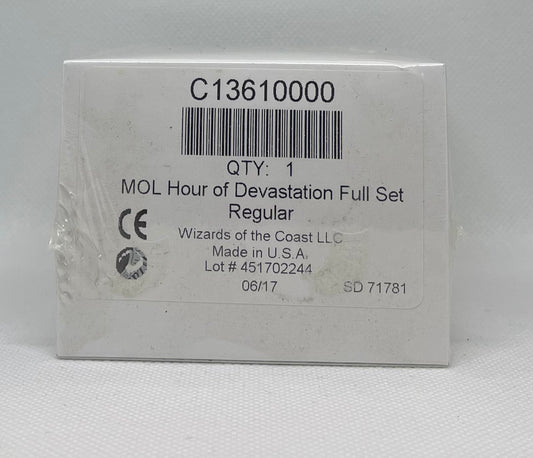 C13610000
QTY: 1
MOL Hour of Devastation Full Set
Regular
CE
Wizards of the Coast LLC
Made in U.S.A.
Lot # 451702244
06/17 SD 71781